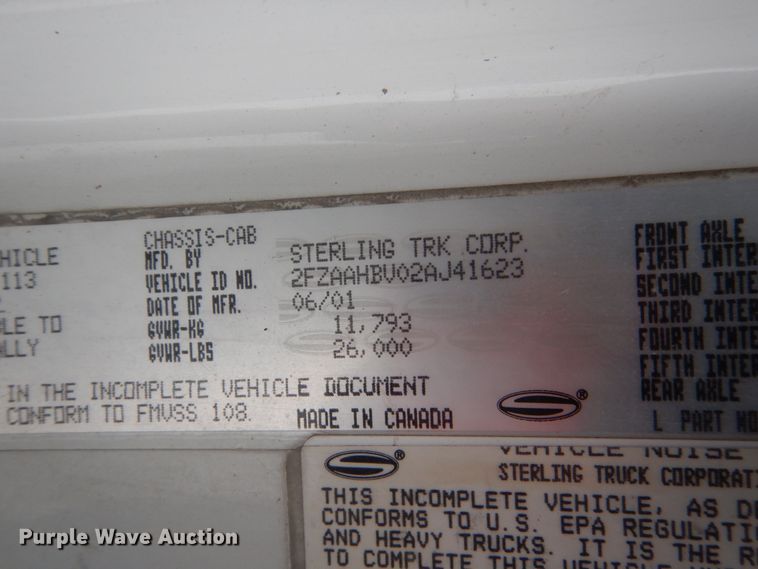 CHASSIS-CAB
MFD. BY STERLING TRK CORP.
VEHICLE ID NO. 2FZAAHBV02AJ41623
DATE OF MFR. 06/01
GVWR-KG 11,793
GVWR-LBS 26,000
EHICLE
113
LE TO
LLY
IN THE INCOMPLETE VEHICLE DOCUMENT
CONFORM TO FMVSS 108. MADE IN CANADA
FRONT AXLE
FIRST INTER
SECOND INTE
THIRD INTER
FOURTH INTE
FIFTH INTER
REAR AXLE
L PART NO
VEHICLE NOISE
STERLING TRUCK CORPORAT
THIS INCOMPLETE VEHICLE, AS D
CONFORMS TO U.S. EPA REGULATI
AND HEAVY TRUCKS. IT IS THE R
TO COMPLETE THIS VEHICLE
Purple Wave Auction